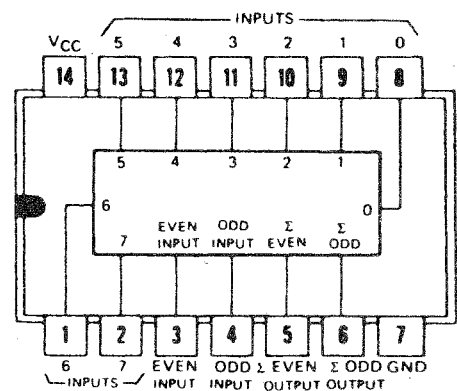 INPUTS
VCC 5 4 3 2 1 0
14 13 12 11 10 9 8
5 4 3 2 1
6 0
EVEN ODD Σ Σ
7 INPUT INPUT EVEN ODD
1 2 3 4 5 6 7
6 7 EVEN ODD Σ EVEN Σ ODD GND
INPUTS INPUT INPUT OUTPUT OUTPUT